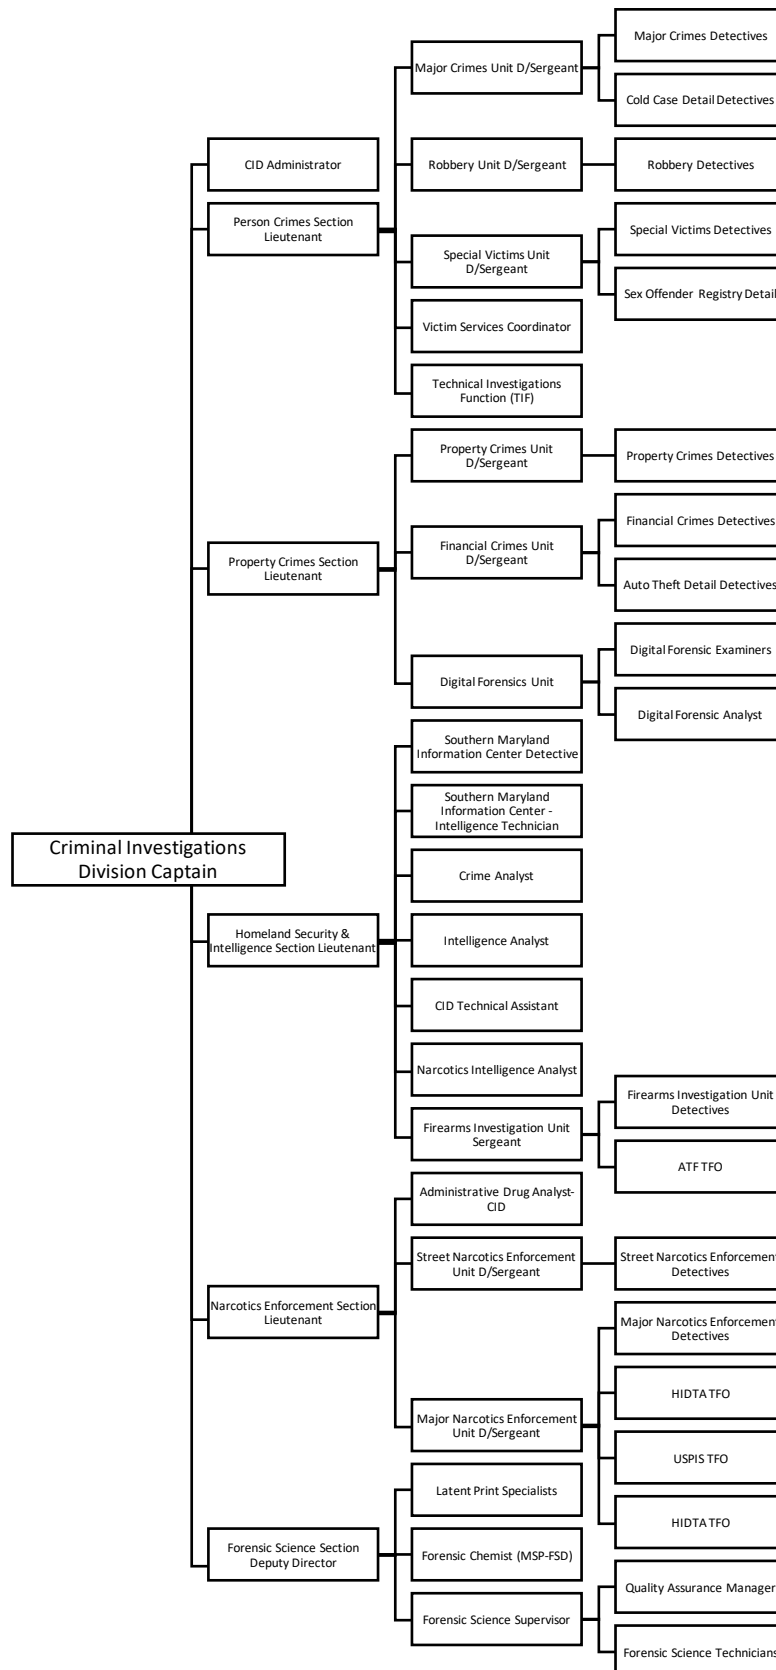 Major Crimes Detectives
Major Crimes Unit D/Sergeant
Cold Case Detail Detectives
CID Administrator
Robbery Unit D/Sergeant
Robbery Detectives
Person Crimes Section
Lieutenant
Special Victims Detectives
Special Victims Unit
D/Sergeant
Sex Offender Registry Detail
Victim Services Coordinator
Technical Investigations
Function (TIF)
Property Crimes Unit
D/Sergeant
Property Crimes Detectives
Financial Crimes Detectives
Financial Crimes Unit
D/Sergeant
Property Crimes Section
Lieutenant
Auto Theft Detail Detectives
Digital Forensic Examiners
Digital Forensics Unit
Digital Forensic Analyst
Southern Maryland
Information Center Detective
Southern Maryland
Information Center -
Intelligence Technician
Criminal Investigations
Division Captain
Crime Analyst
Homeland Security &
Intelligence Section Lieutenant
Intelligence Analyst
CID Technical Assistant
Narcotics Intelligence Analyst
Firearms Investigation Unit
Detectives
Firearms Investigation Unit
Sergeant
ATF TFO
Administrative Drug Analyst-
CID
Street Narcotics Enforcement
Unit D/Sergeant
Street Narcotics Enforcement
Detectives
Narcotics Enforcement Section
Lieutenant
Major Narcotics Enforcement
Detectives
HIDTA TFO
Major Narcotics Enforcement
Unit D/Sergeant
USPIS TFO
Latent Print Specialists
HIDTA TFO
Forensic Science Section
Deputy Director
Forensic Chemist (MSP-FSD)
Quality Assurance Manager
Forensic Science Supervisor
Forensic Science Technicians